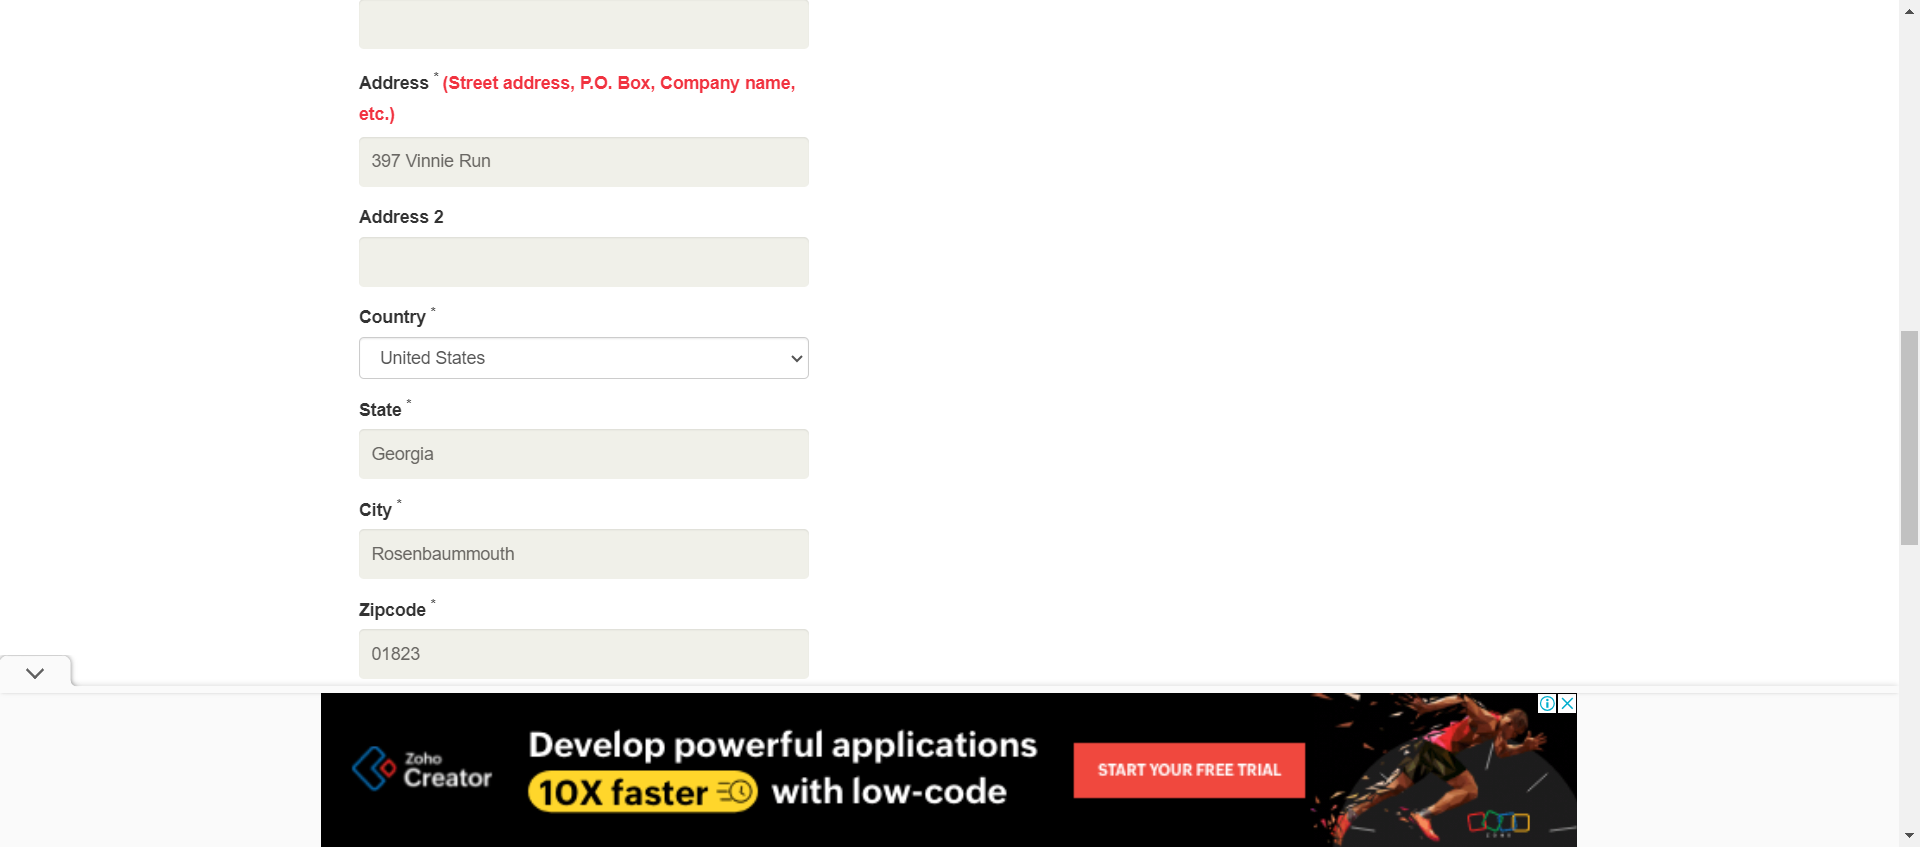 Address * (Street address, P.O. Box, Company name,
etc.)
397 Vinnie Run
Address 2
Country *
United States
State *
Georgia
City *
Rosenbaummouth
Zipcode *
01823
Zoho
Creator
Develop powerful applications
10X faster with low-code
START YOUR FREE TRIAL
ZOHO